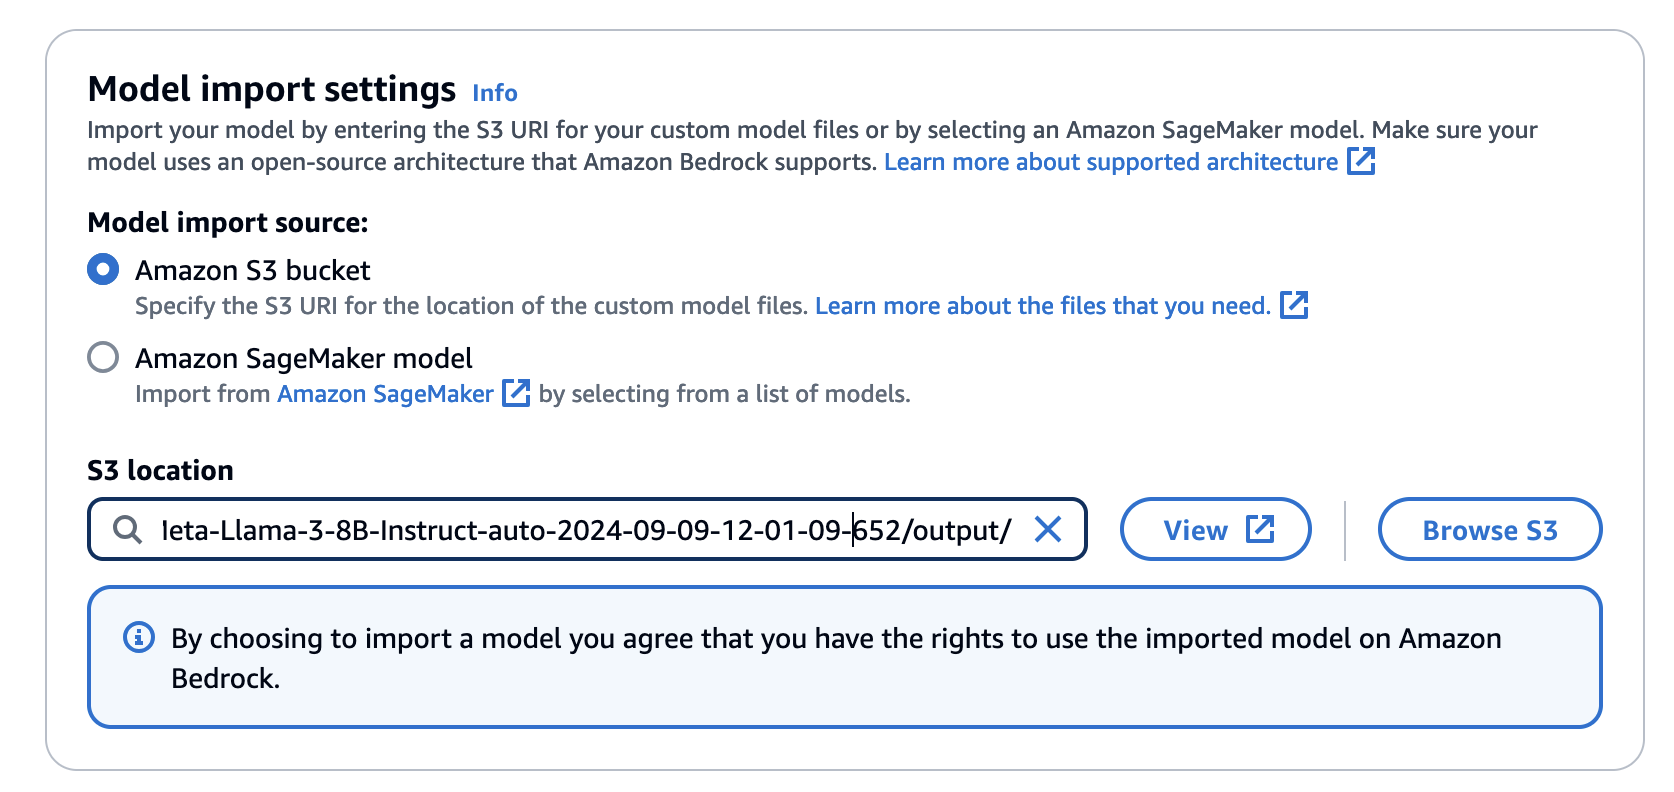 Model import settings Info
Import your model by entering the S3 URI for your custom model files or by selecting an Amazon SageMaker model. Make sure your
model uses an open-source architecture that Amazon Bedrock supports. Learn more about supported architecture
Model import source:
Amazon S3 bucket
Specify the S3 URI for the location of the custom model files. Learn more about the files that you need.
Amazon SageMaker model
Import from Amazon SageMaker by selecting from a list of models.
S3 location
leta-Llama-3-8B-Instruct-auto-2024-09-09-12-01-09-652/output/
View
Browse S3
By choosing to import a model you agree that you have the rights to use the imported model on Amazon
Bedrock.